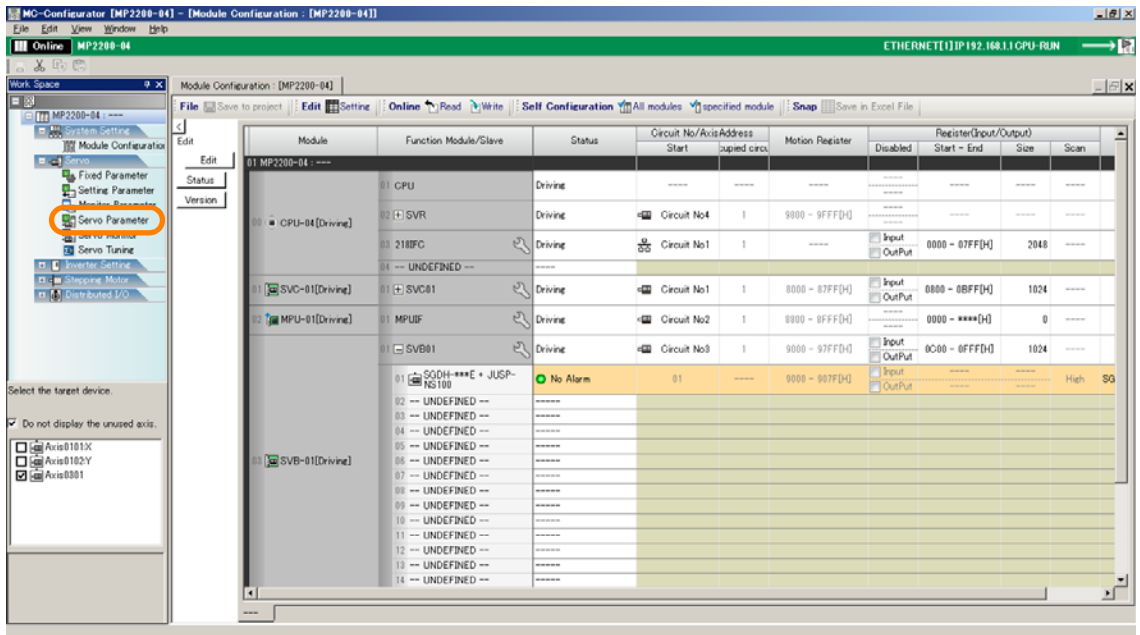 MC-Configurator [MP2200-04] - [Module Configuration : [MP2200-04]]
File Edit View Window Help
Online MP2200-04 ETHERNET[1] IP192.168.1.1 CPU-RUN
Work Space
MP2200-04 : ---
System Setting
Module Configuration
Servo
Fixed Parameter
Setting Parameter
Monitor Parameter
Servo Parameter
Servo Monitor
Servo Tuning
Inverter Setting
Stepping Motor
Distributed I/O
Select the target device.
Do not display the unused axis.
Axis0101:X
Axis0102:Y
Axis0301
Module Configuration : [MP2200-04]
File Save to project Edit Setting Online Read Write Self Configuration All modules specified module Snap Save in Excel File
Edit
Edit
Status
Version
Module Function Module/Slave Status Circuit No/AxisAddress Motion Register Register(Input/Output)
Start cupied circu Disabled Start - End Size Scan
01 MP2200-04 : ---
00 CPU-04[Driving]
01 CPU Driving ---- ---- ---- ---- ---- ---- ----
02 SVR Driving Circuit No4 1 9800 - 9FFF[H] ---- ---- ---- ----
03 218IFC Driving Circuit No1 1 ---- Input OutPut 0000 - 07FF[H] 2048 ----
04 -- UNDEFINED -- ----
01 SVC-01[Driving] 01 SVC01 Driving Circuit No1 1 8000 - 87FF[H] Input OutPut 0800 - 0BFF[H] 1024 ----
02 MPU-01[Driving] 01 MPUIF Driving Circuit No2 1 8800 - 8FFF[H] ---- 0000 - ****[H] 0 ----
03 SVB-01[Driving] 01 SVB01 Driving Circuit No3 1 9000 - 97FF[H] Input OutPut 0C00 - 0FFF[H] 1024 ----
01 SGDH-***E + JUSP-NS100 No Alarm 01 ---- 9000 - 907F[H] Input OutPut ---- ---- High SG
02 -- UNDEFINED -- -----
03 -- UNDEFINED -- -----
04 -- UNDEFINED -- -----
05 -- UNDEFINED -- -----
06 -- UNDEFINED -- -----
07 -- UNDEFINED -- -----
08 -- UNDEFINED -- -----
09 -- UNDEFINED -- -----
10 -- UNDEFINED -- -----
11 -- UNDEFINED -- -----
12 -- UNDEFINED -- -----
13 -- UNDEFINED -- -----
14 -- UNDEFINED -- -----
---